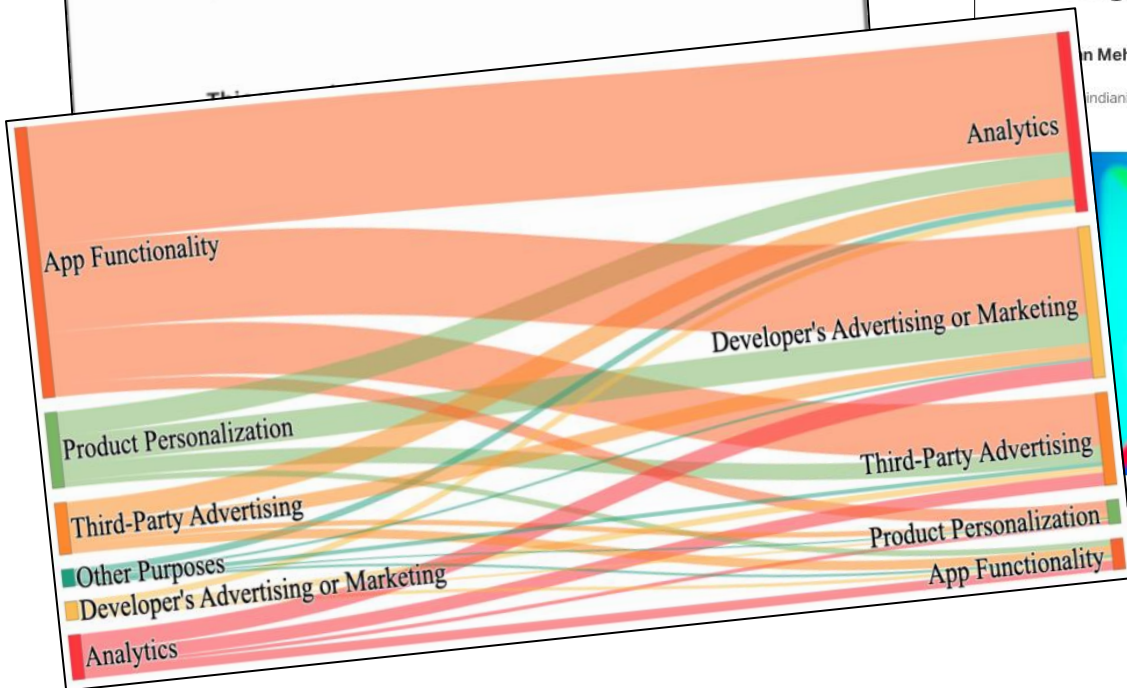 Analytics
App Functionality
Developer's Advertising or Marketing
Product Personalization
Third-Party Advertising
Third-Party Advertising
Product Personalization
Other Purposes
App Functionality
Developer's Advertising or Marketing
Analytics